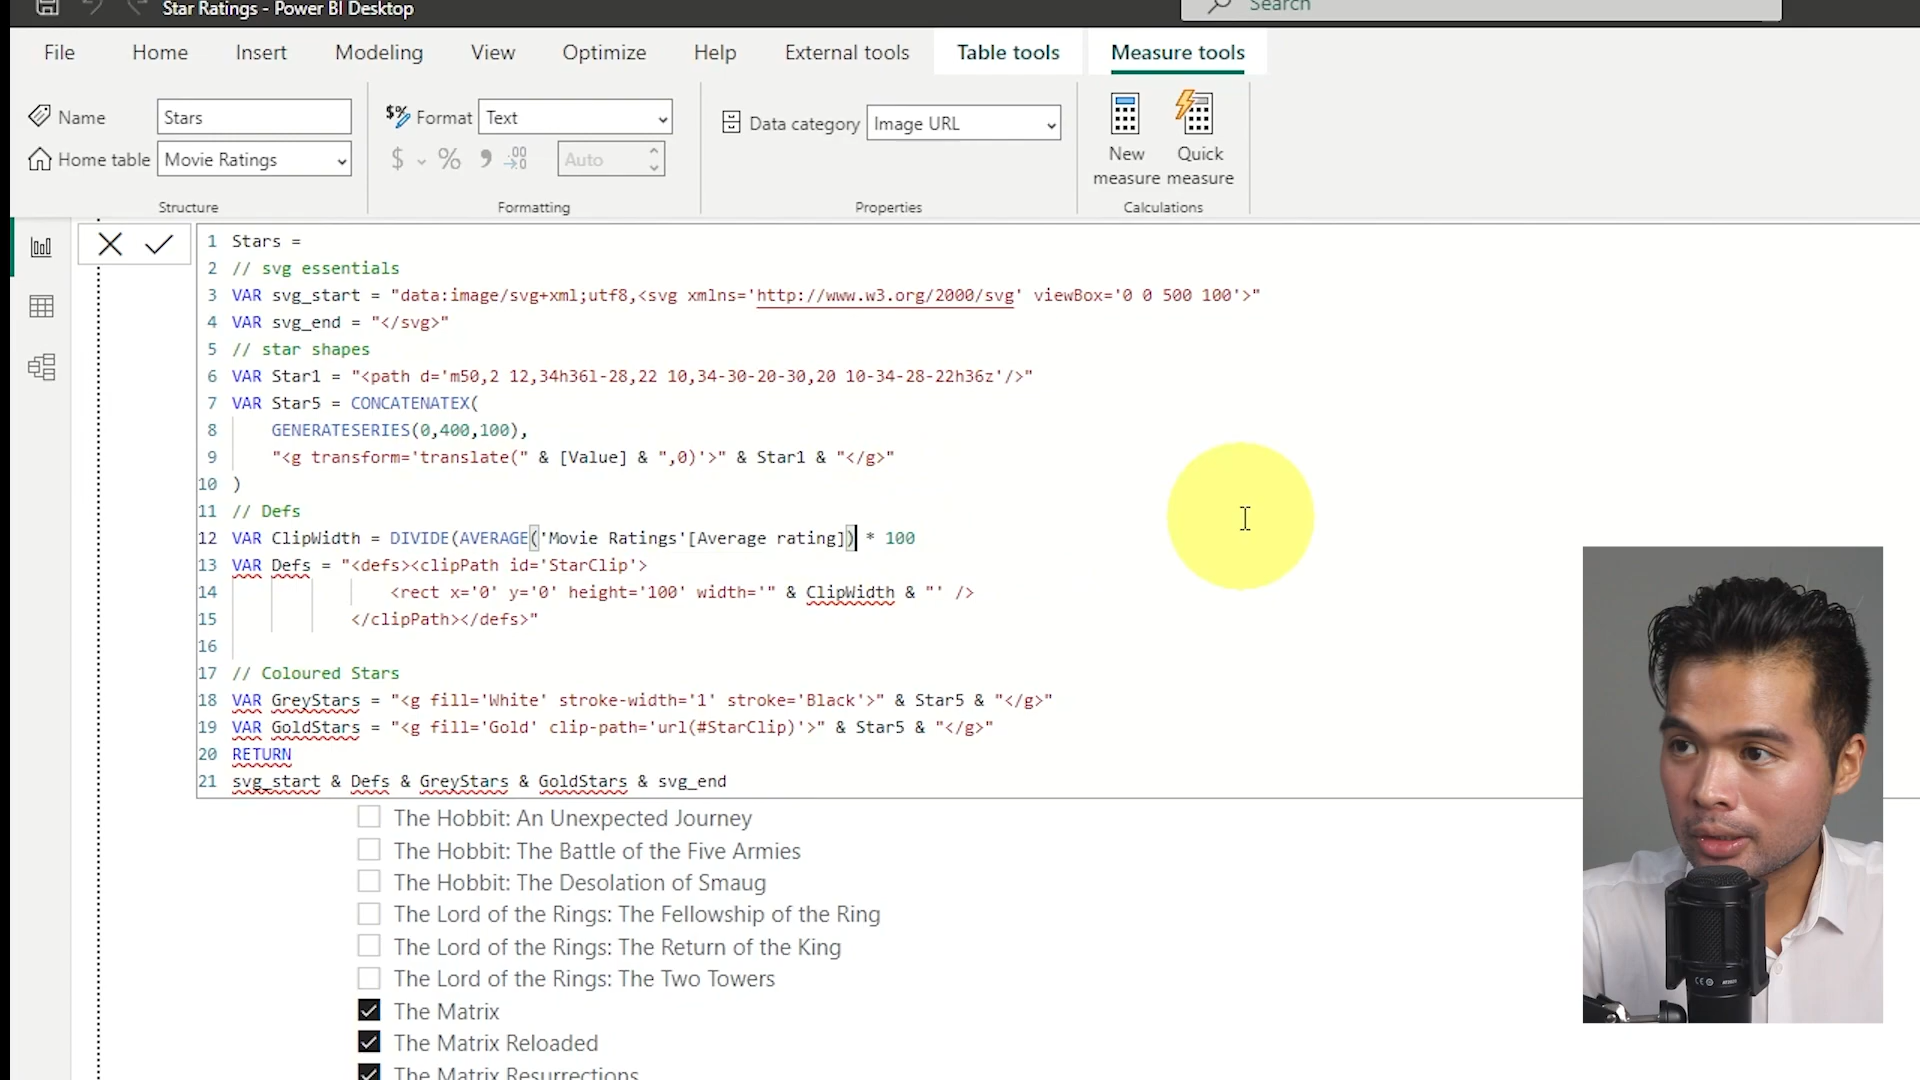 Star Ratings - Power BI Desktop
Search
File Home Insert Modeling View Optimize Help External tools Table tools Measure tools
Name Stars
Home table Movie Ratings
Structure
$% Format Text
$ % 9 .00 Auto
Formatting
Data category Image URL
Properties
New measure
Quick measure
Calculations
1 Stars =
2 // svg essentials
3 VAR svg_start = "data:image/svg+xml;utf8,<svg xmlns='http://www.w3.org/2000/svg' viewBox='0 0 500 100'>"
4 VAR svg_end = "</svg>"
5 // star shapes
6 VAR Star1 = "<path d='m50,2 12,34h36l-28,22 10,34-30-20-30,20 10-34-28-22h36z'/>"
7 VAR Star5 = CONCATENATEX(
8 GENERATESERIES(0,400,100),
9 "<g transform='translate(" & [Value] & ",0)'>" & Star1 & "</g>"
10 )
11 // Defs
12 VAR ClipWidth = DIVIDE(AVERAGE('Movie Ratings'[Average rating]) * 100
13 VAR Defs = "<defs><clipPath id='StarClip'>
14 <rect x='0' y='0' height='100' width='" & ClipWidth & "' />
15 </clipPath></defs>"
16
17 // Coloured Stars
18 VAR GreyStars = "<g fill='White' stroke-width='1' stroke='Black'>" & Star5 & "</g>"
19 VAR GoldStars = "<g fill='Gold' clip-path='url(#StarClip)'>" & Star5 & "</g>"
20 RETURN
21 svg_start & Defs & GreyStars & GoldStars & svg_end
The Hobbit: An Unexpected Journey
The Hobbit: The Battle of the Five Armies
The Hobbit: The Desolation of Smaug
The Lord of the Rings: The Fellowship of the Ring
The Lord of the Rings: The Return of the King
The Lord of the Rings: The Two Towers
The Matrix
The Matrix Reloaded
The Matrix Resurrections